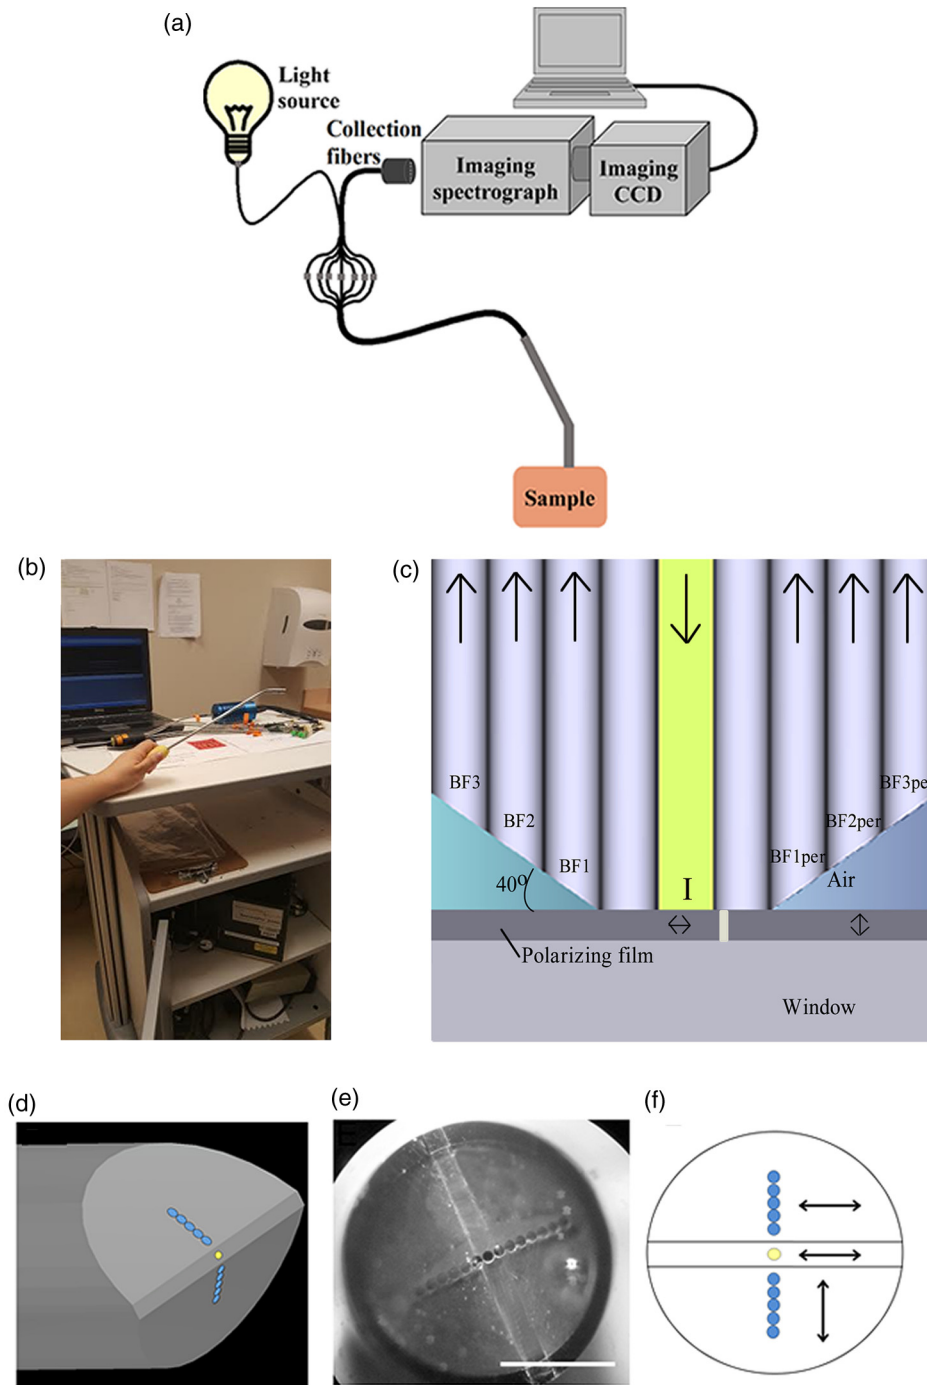 (a)
Light
source
Collection
fibers
Imaging
spectrograph
Imaging
CCD
Sample
(b)
(c)
BF3
BF2
BF1
BF1per
BF2per
BF3pe
40º
I
Air
Polarizing film
Window
(d)
(e)
E
(f)